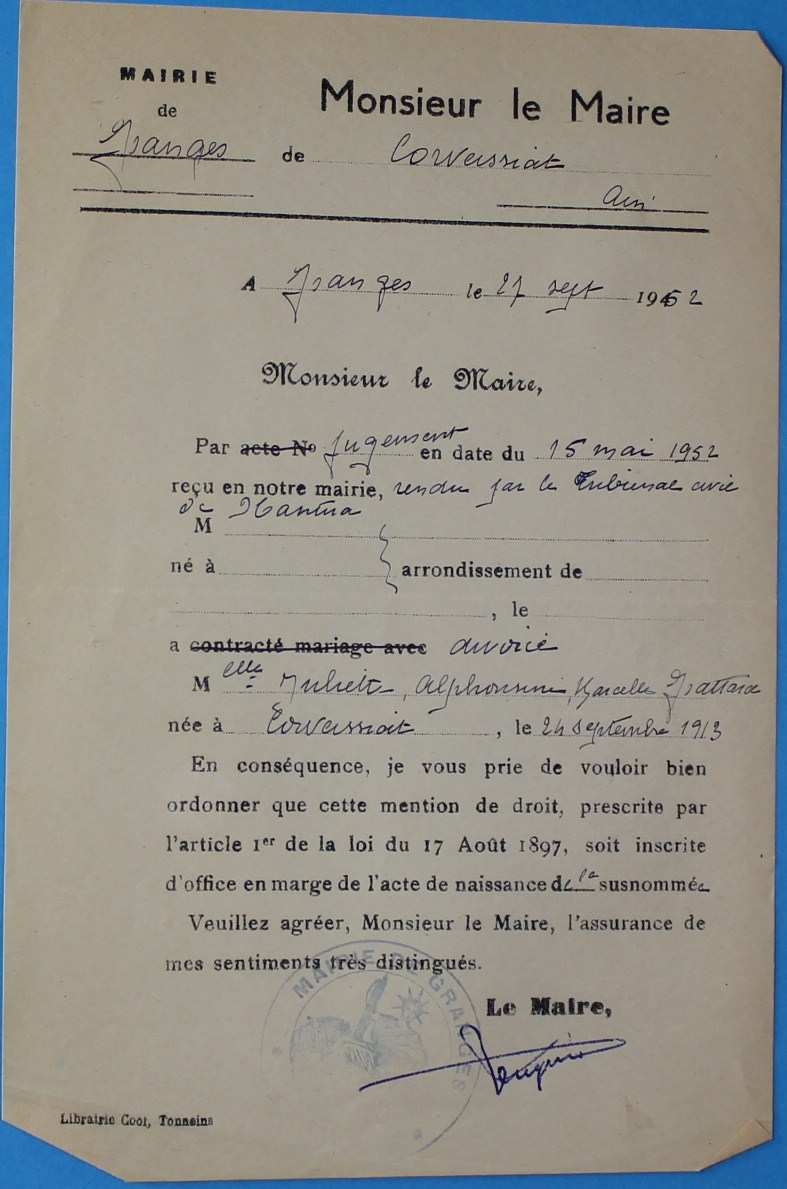 MAIRIE
Monsieur le Maire
de
Granges de Corveissiat
Ain
A Granges le 27 sept 1952
Monsieur le Maire,
Par acte No jugement en date du 15 mai 1952
reçu en notre mairie, rendu par le Tribunal civil
de Nantua
M
né à arrondissement de
, le
a contracté mariage avec divorcé
M elle Juliette, Alphonsine, Marcelle
née à Corveissiat, le 24 septembre 1913
En conséquence, je vous prie de vouloir bien
ordonner que cette mention de droit, prescrite par
l'article 1er de la loi du 17 Août 1897, soit inscrite
d'office en marge de l'acte de naissance de la susnommée
Veuillez agréer, Monsieur le Maire, l'assurance de
mes sentiments très distingués.
MAIRIE DE GRANGES
Le Maire,
Librairie Cool, Tonneins